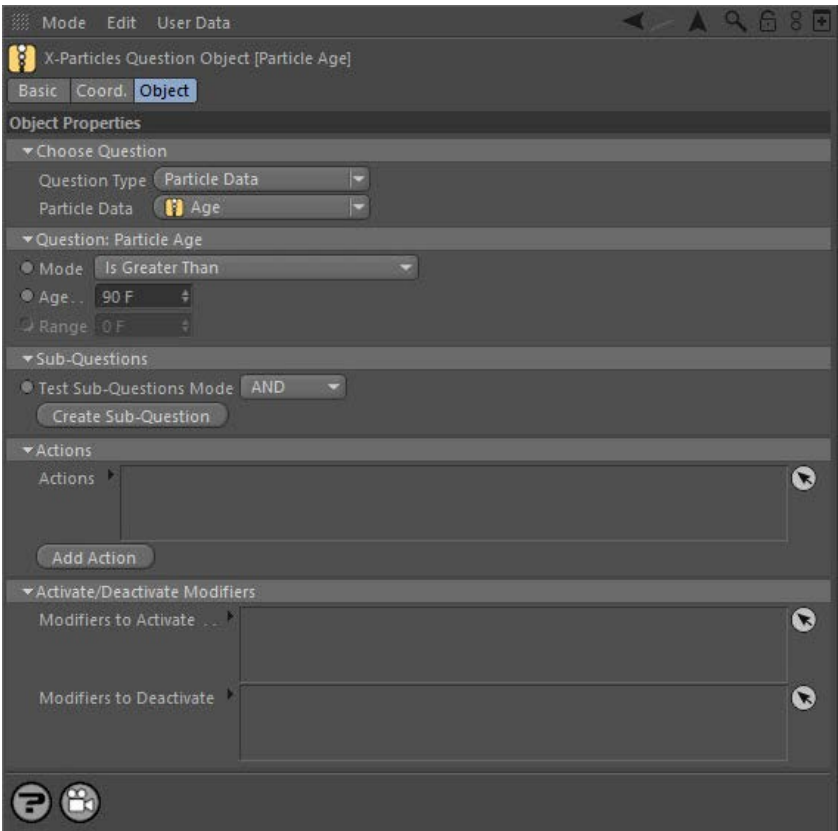 Mode Edit User Data
X-Particles Question Object [Particle Age]
Basic Coord. Object
Object Properties
Choose Question
Question Type Particle Data
Particle Data Age
Question: Particle Age
Mode Is Greater Than
Age . . 90 F
Range 0 F
Sub-Questions
Test Sub-Questions Mode AND
Create Sub-Question
Actions
Actions
Add Action
Activate/Deactivate Modifiers
Modifiers to Activate . .
Modifiers to Deactivate